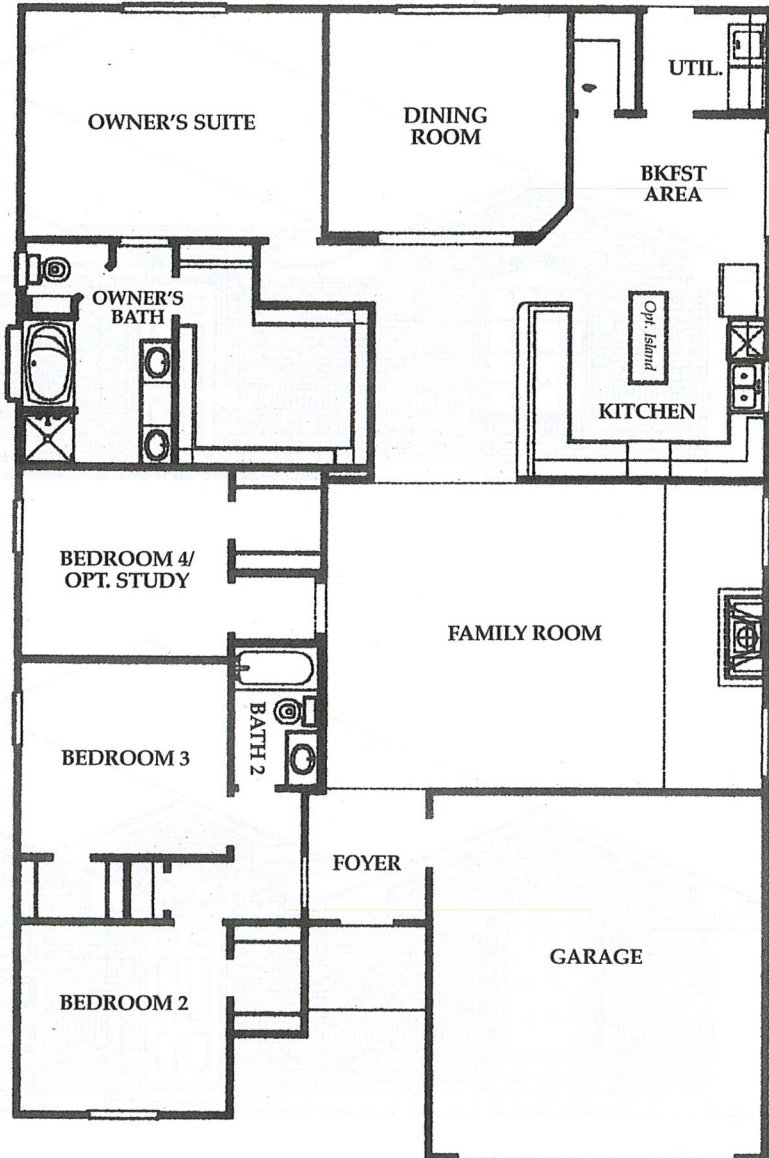 OWNER'S SUITE
DINING
ROOM
UTIL.
BKFST
AREA
OWNER'S
BATH
Opt. Island
KITCHEN
BEDROOM 4/
OPT. STUDY
FAMILY ROOM
BATH 2
BEDROOM 3
FOYER
GARAGE
BEDROOM 2